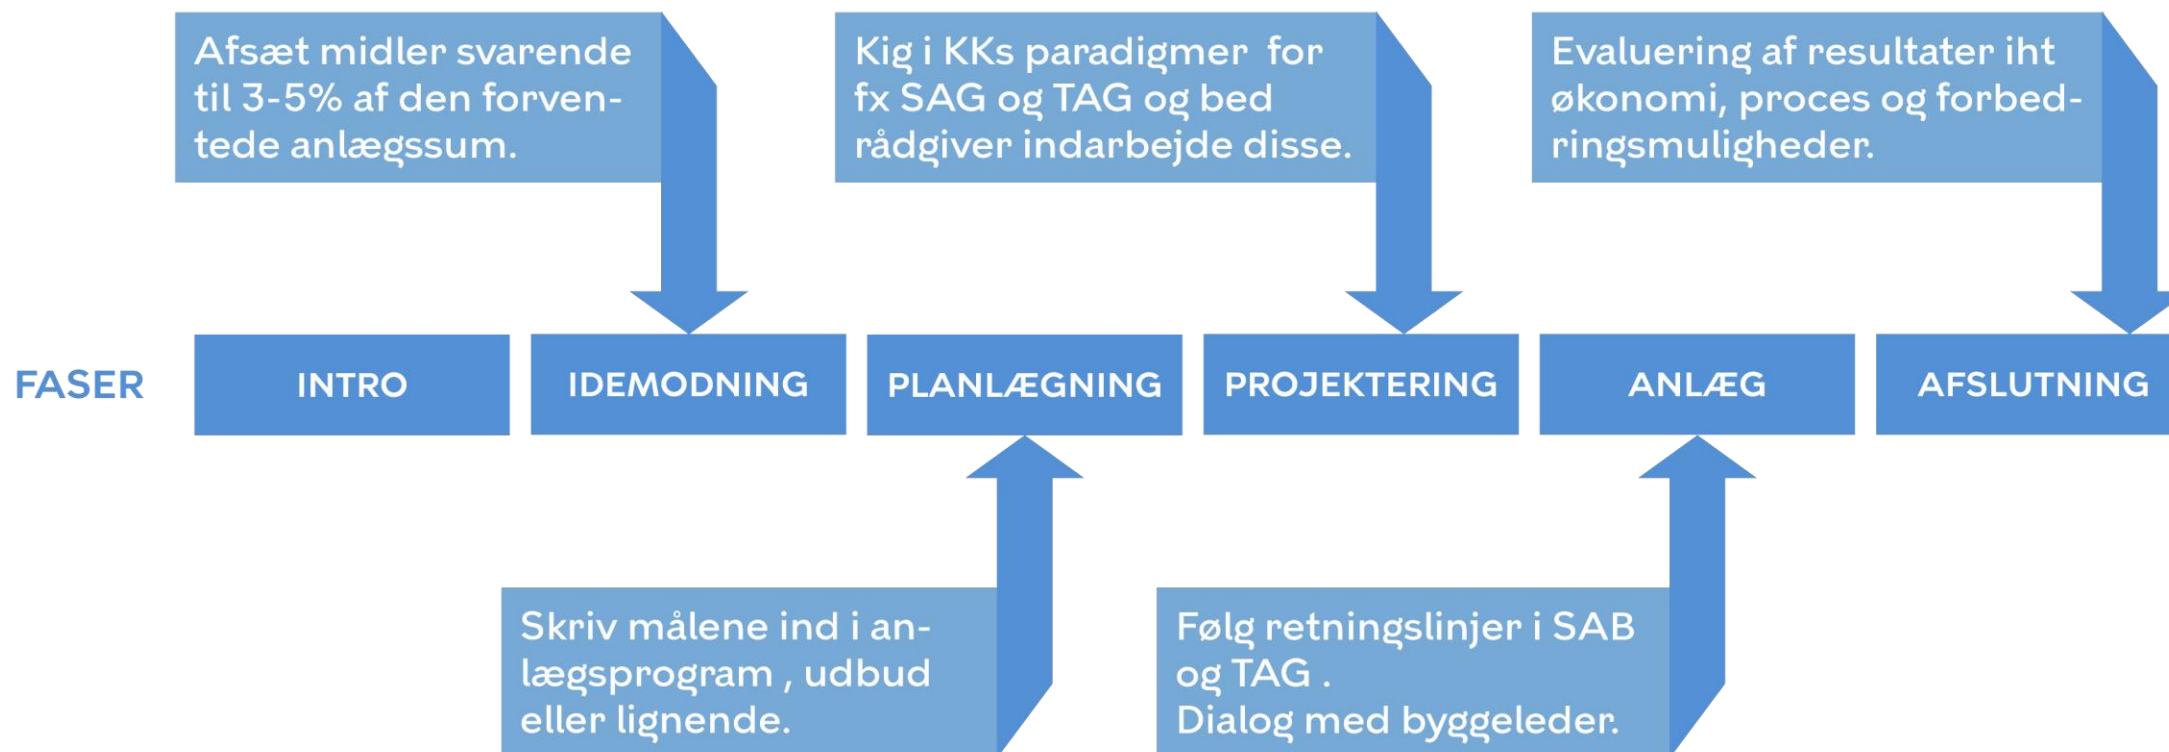 Afsæt midler svarende
til 3-5% af den forven-
tede anlægssum.
Kig i KKs paradigmer for
fx SAG og TAG og bed
rådgiver indarbejde disse.
Evaluering af resultater iht
økonomi, proces og forbed-
ringsmuligheder.
FASER
INTRO
IDEMODNING
PLANLÆGNING
PROJEKTERING
ANLÆG
AFSLUTNING
Skriv målene ind i an-
lægsprogram , udbud
eller lignende.
Følg retningslinjer i SAB
og TAG .
Dialog med byggeleder.